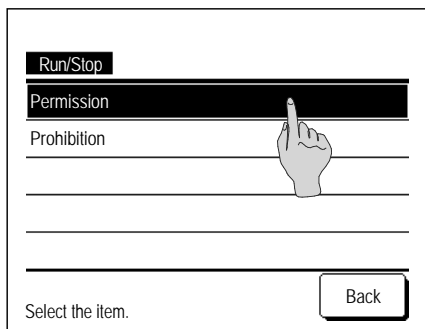 Run/Stop
Permission
Prohibition
Select the item.
Back